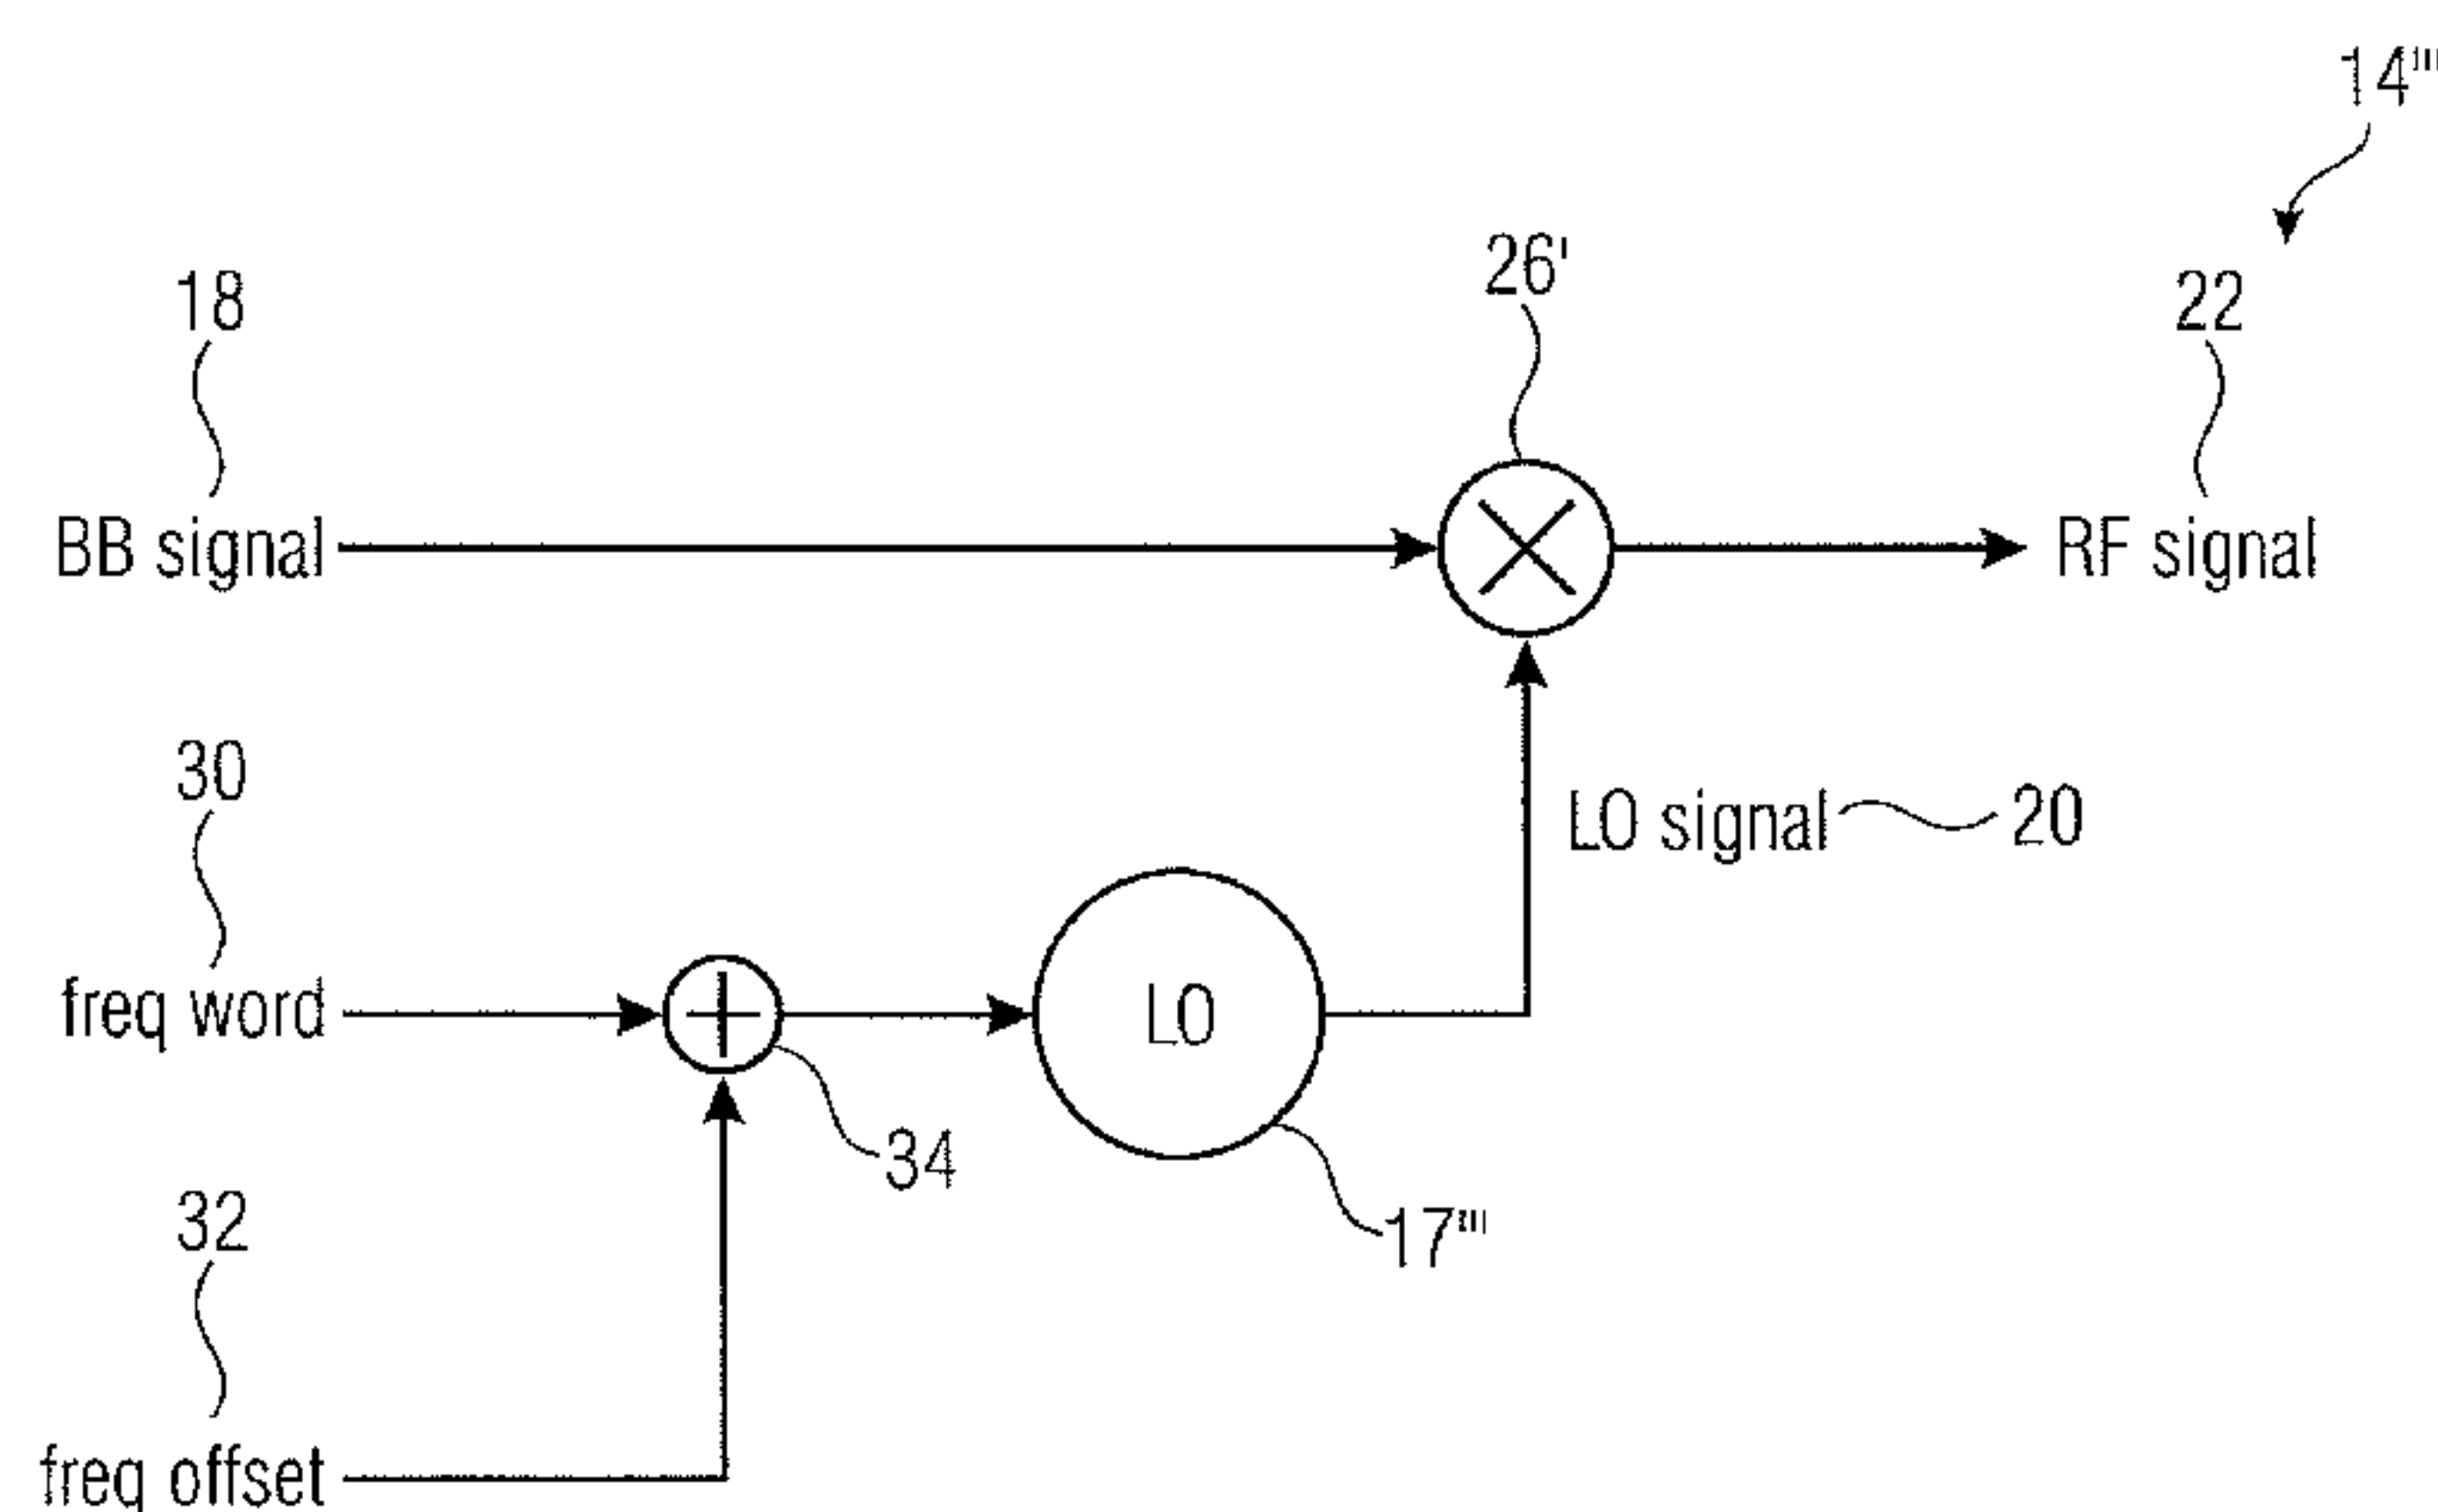 14'''
26'
18
22
BB signal
RF signal
30
LO signal
20
freq word
LO
34
32
17'''
freq offset